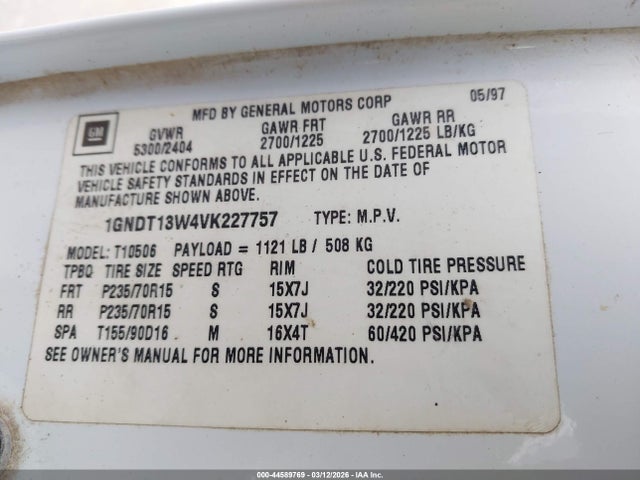 MFD BY GENERAL MOTORS CORP 05/97
GM GVWR GAWR FRT GAWR RR
5300/2404 2700/1225 2700/1225 LB/KG
THIS VEHICLE CONFORMS TO ALL APPLICABLE U.S. FEDERAL MOTOR
VEHICLE SAFETY STANDARDS IN EFFECT ON THE DATE OF
MANUFACTURE SHOWN ABOVE.
1GNDT13W4VK227757 TYPE: M.P.V.
MODEL: T10506 PAYLOAD = 1121 LB / 508 KG
TPBQ TIRE SIZE SPEED RTG RIM COLD TIRE PRESSURE
FRT P235/70R15 S 15X7J 32/220 PSI/KPA
RR P235/70R15 S 15X7J 32/220 PSI/KPA
SPA T155/90D16 M 16X4T 60/420 PSI/KPA
SEE OWNER'S MANUAL FOR MORE INFORMATION.
000-44589769 | 03/12/2026 | IAA Inc.